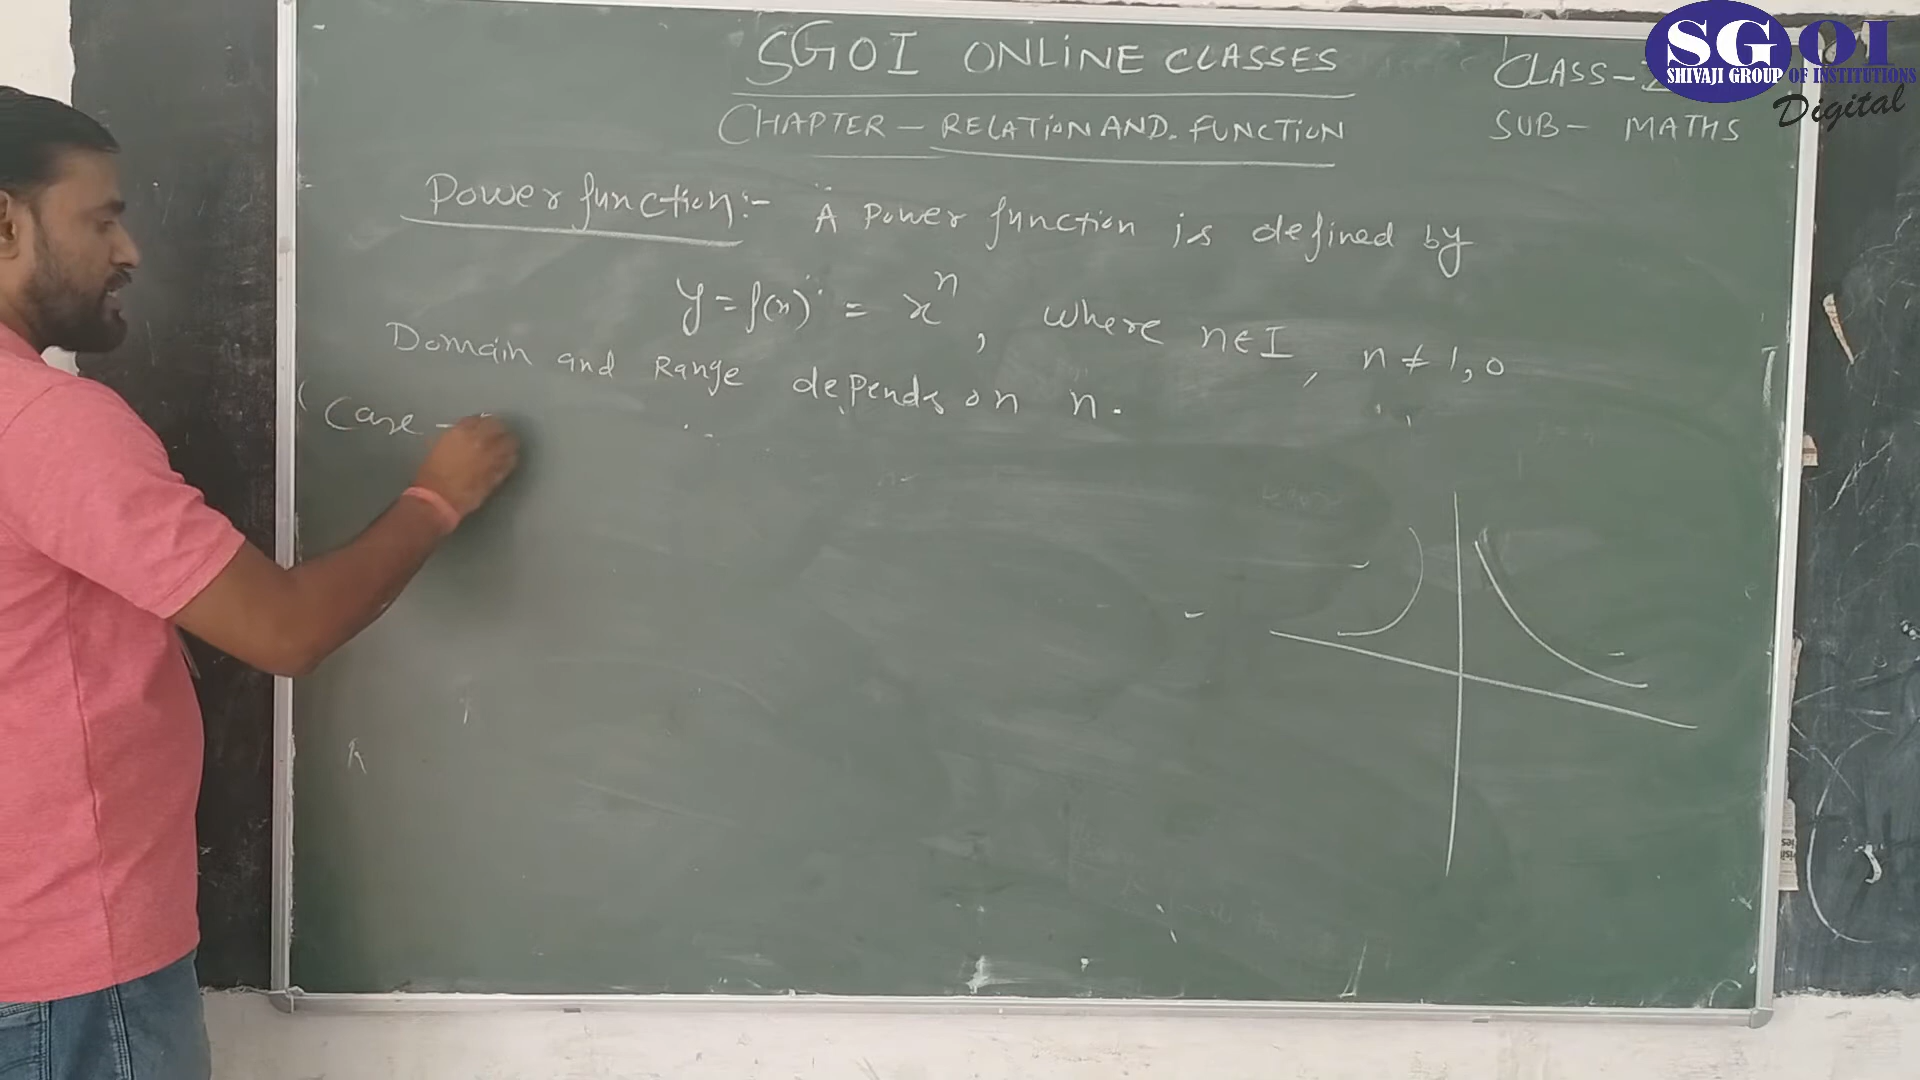 SGOI ONLINE CLASSES
CHAPTER - RELATION AND FUNCTION
CLASS -
SUB - MATHS
SGOI
SHIVAJI GROUP OF INSTITUTIONS
Digital
Power function :- A Power function is defined by
y = f(x) = xⁿ, where n∈I, n ≠ 1, 0
Domain and Range depends on n.
Case -